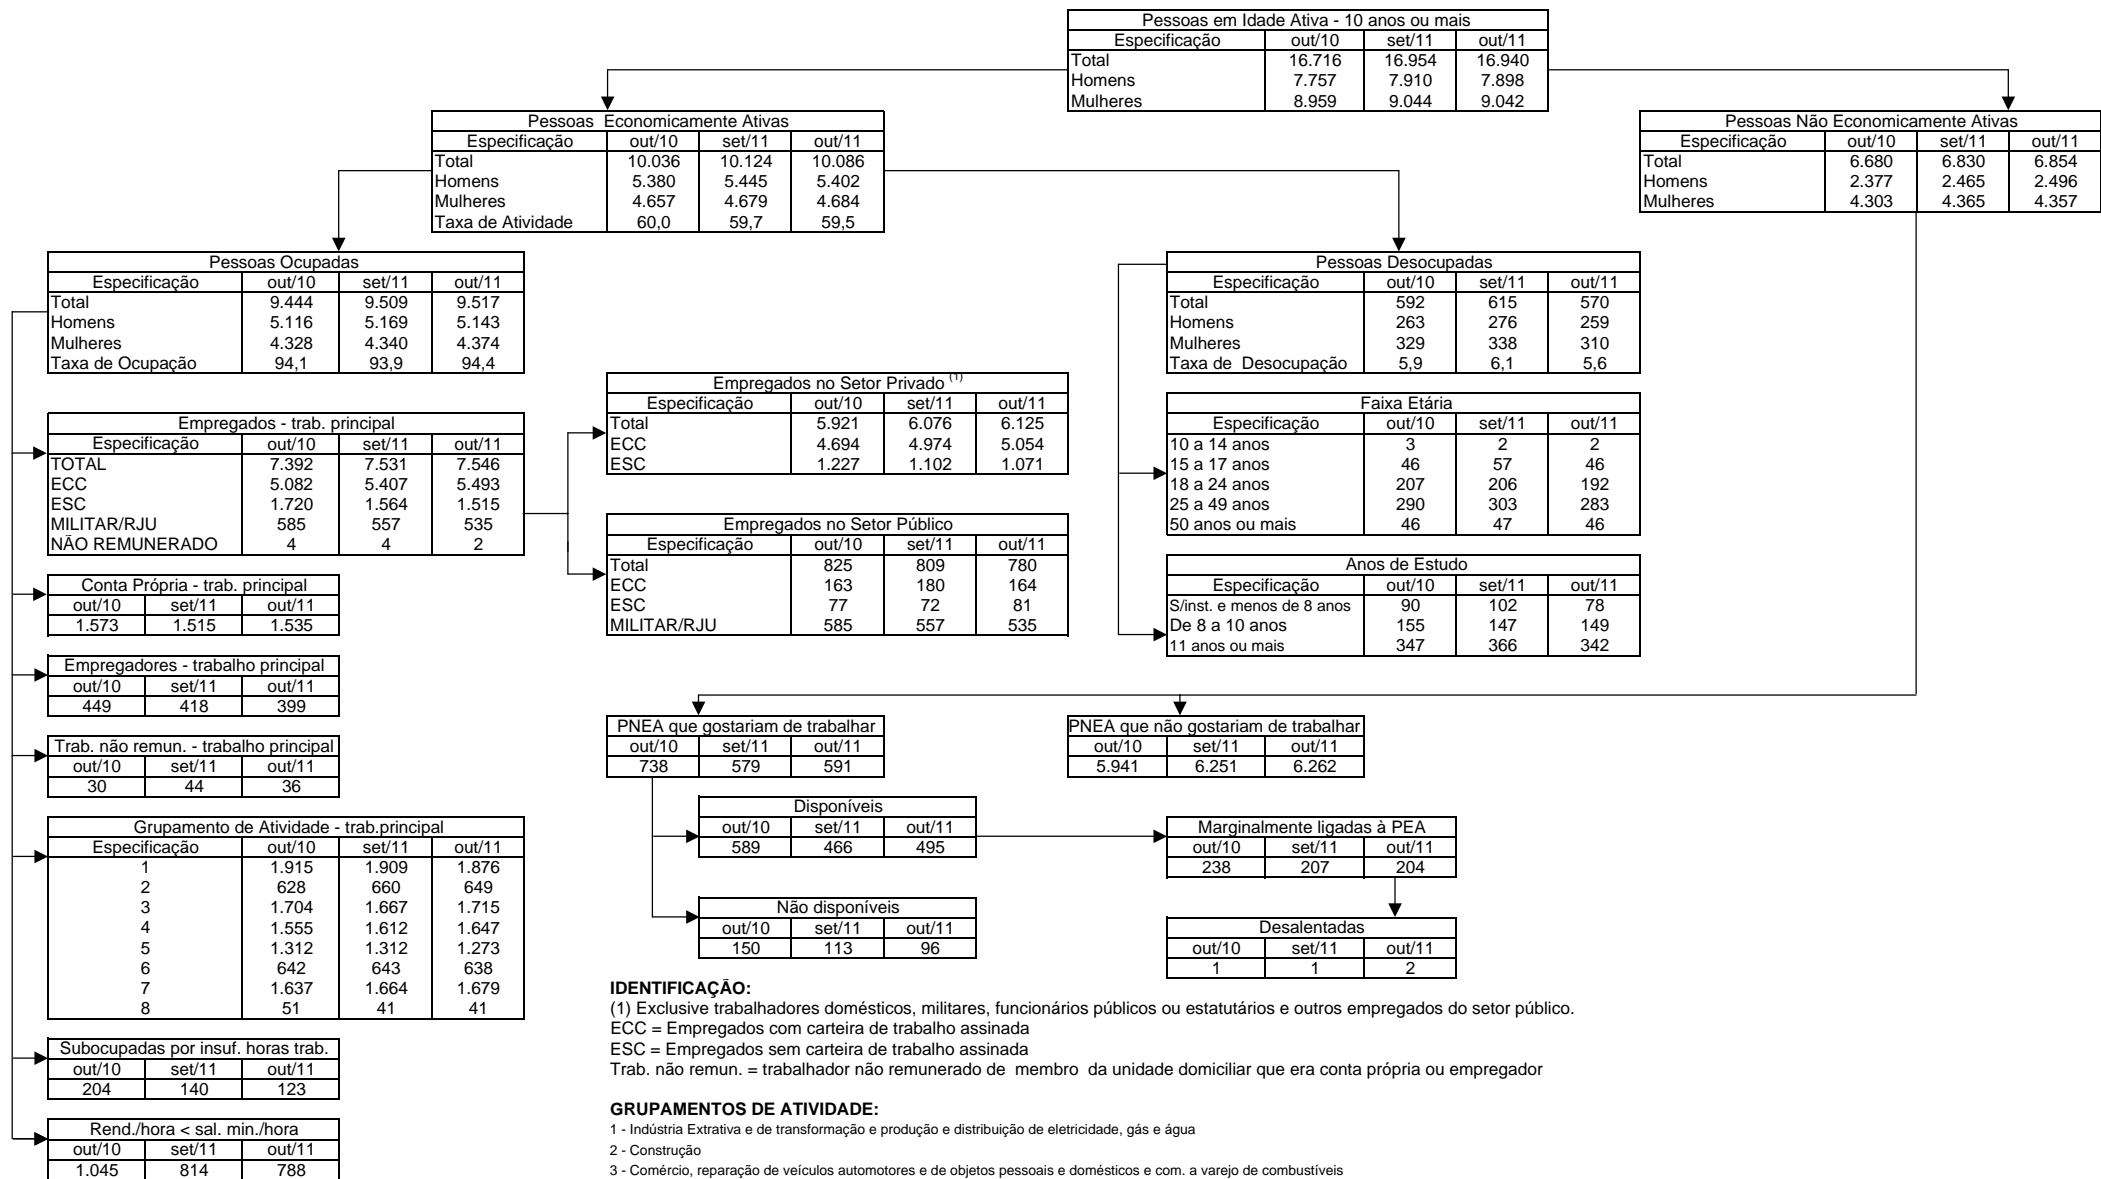 Pessoas em Idade Ativa - 10 anos ou mais
Especificação out/10 set/11 out/11
Total 16.716 16.954 16.940
Homens 7.757 7.910 7.898
Mulheres 8.959 9.044 9.042
Pessoas Economicamente Ativas
Especificação out/10 set/11 out/11
Total 10.036 10.124 10.086
Homens 5.380 5.445 5.402
Mulheres 4.657 4.679 4.684
Taxa de Atividade 60,0 59,7 59,5
Pessoas Não Economicamente Ativas
Especificação out/10 set/11 out/11
Total 6.680 6.830 6.854
Homens 2.377 2.465 2.496
Mulheres 4.303 4.365 4.357
Pessoas Ocupadas
Especificação out/10 set/11 out/11
Total 9.444 9.509 9.517
Homens 5.116 5.169 5.143
Mulheres 4.328 4.340 4.374
Taxa de Ocupação 94,1 93,9 94,4
Pessoas Desocupadas
Especificação out/10 set/11 out/11
Total 592 615 570
Homens 263 276 259
Mulheres 329 338 310
Taxa de Desocupação 5,9 6,1 5,6
Empregados - trab. principal
Especificação out/10 set/11 out/11
TOTAL 7.392 7.531 7.546
ECC 5.082 5.407 5.493
ESC 1.720 1.564 1.515
MILITAR/RJU 585 557 535
NÃO REMUNERADO 4 4 2
Empregados no Setor Privado (1)
Especificação out/10 set/11 out/11
Total 5.921 6.076 6.125
ECC 4.694 4.974 5.054
ESC 1.227 1.102 1.071
Empregados no Setor Público
Especificação out/10 set/11 out/11
Total 825 809 780
ECC 163 180 164
ESC 77 72 81
MILITAR/RJU 585 557 535
Faixa Etária
Especificação out/10 set/11 out/11
10 a 14 anos 3 2 2
15 a 17 anos 46 57 46
18 a 24 anos 207 206 192
25 a 49 anos 290 303 283
50 anos ou mais 46 47 46
Anos de Estudo
Especificação out/10 set/11 out/11
S/inst. e menos de 8 anos 90 102 78
De 8 a 10 anos 155 147 149
11 anos ou mais 347 366 342
Conta Própria - trab. principal
out/10 set/11 out/11
1.573 1.515 1.535
Empregadores - trabalho principal
out/10 set/11 out/11
449 418 399
Trab. não remun. - trabalho principal
out/10 set/11 out/11
30 44 36
Grupamento de Atividade - trab.principal
Especificação out/10 set/11 out/11
1 1.915 1.909 1.876
2 628 660 649
3 1.704 1.667 1.715
4 1.555 1.612 1.647
5 1.312 1.312 1.273
6 642 643 638
7 1.637 1.664 1.679
8 51 41 41
Subocupadas por insuf. horas trab.
out/10 set/11 out/11
204 140 123
Rend./hora < sal. min./hora
out/10 set/11 out/11
1.045 814 788
PNEA que gostariam de trabalhar
out/10 set/11 out/11
738 579 591
PNEA que não gostariam de trabalhar
out/10 set/11 out/11
5.941 6.251 6.262
Disponíveis
out/10 set/11 out/11
589 466 495
Marginalmente ligadas à PEA
out/10 set/11 out/11
238 207 204
Não disponíveis
out/10 set/11 out/11
150 113 96
Desalentadas
out/10 set/11 out/11
1 1 2
IDENTIFICAÇÃO:
(1) Exclusive trabalhadores domésticos, militares, funcionários públicos ou estatutários e outros empregados do setor público.
ECC = Empregados com carteira de trabalho assinada
ESC = Empregados sem carteira de trabalho assinada
Trab. não remun. = trabalhador não remunerado de membro da unidade domiciliar que era conta própria ou empregador
GRUPAMENTOS DE ATIVIDADE:
1 - Indústria Extrativa e de transformação e produção e distribuição de eletricidade, gás e água
2 - Construção
3 - Comércio, reparação de veículos automotores e de objetos pessoais e domésticos e com. a varejo de combustíveis